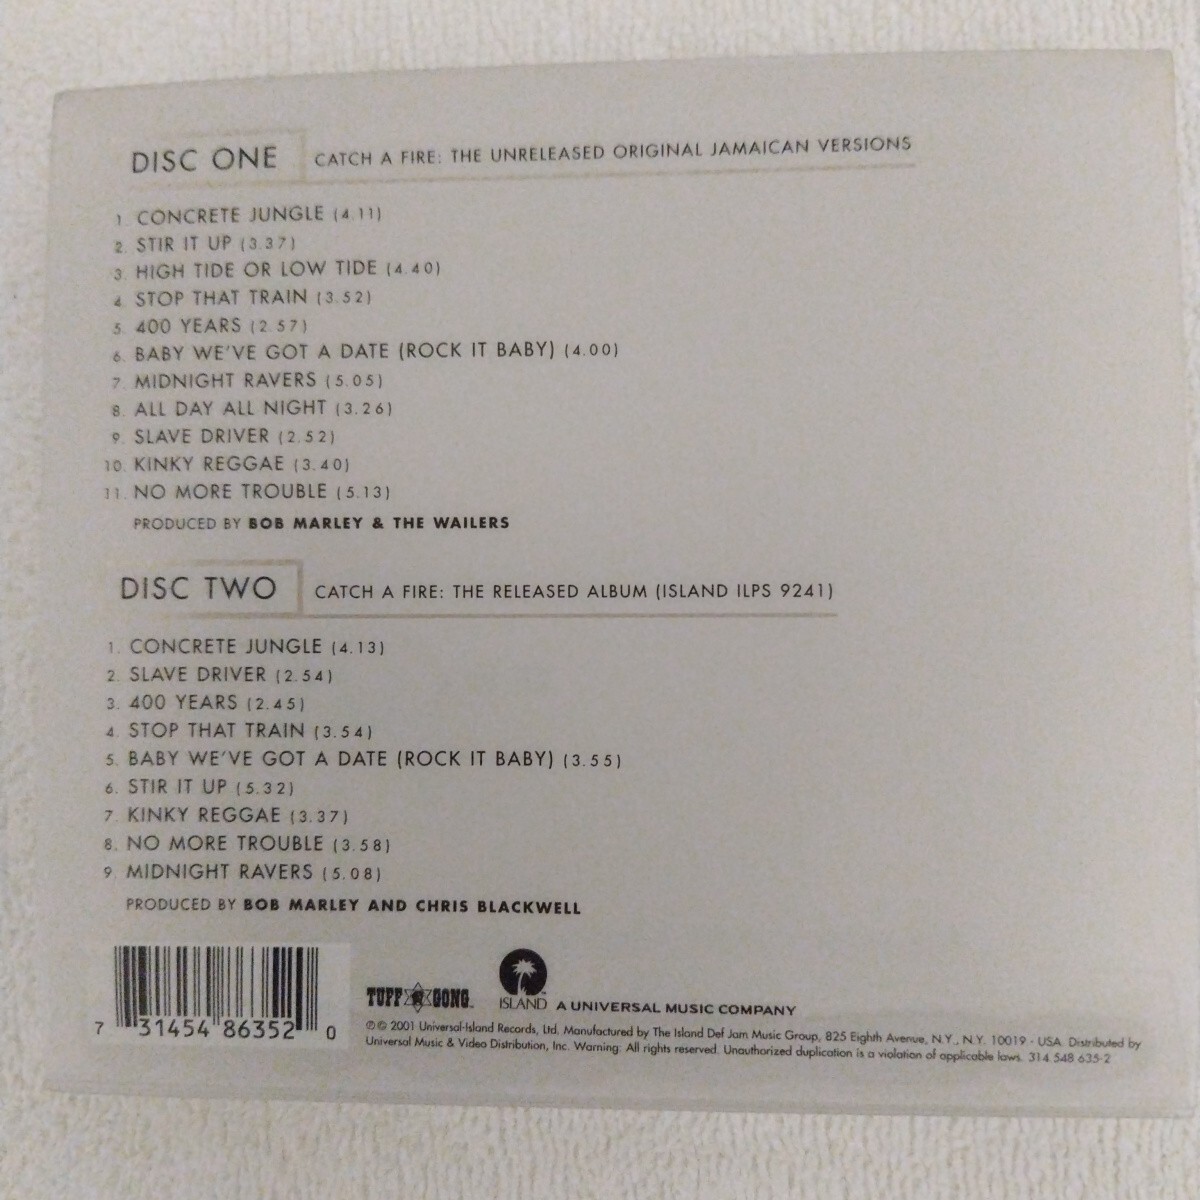 DISC ONE CATCH A FIRE: THE UNRELEASED ORIGINAL JAMAICAN VERSIONS
1. CONCRETE JUNGLE (4.11)
2. STIR IT UP (3.37)
3. HIGH TIDE OR LOW TIDE (4.40)
4. STOP THAT TRAIN (3.52)
5. 400 YEARS (2.57)
6. BABY WE'VE GOT A DATE (ROCK IT BABY) (4.00)
7. MIDNIGHT RAVERS (5.05)
8. ALL DAY ALL NIGHT (3.26)
9. SLAVE DRIVER (2.52)
10. KINKY REGGAE (3.40)
11. NO MORE TROUBLE (5.13)
PRODUCED BY BOB MARLEY & THE WAILERS
DISC TWO CATCH A FIRE: THE RELEASED ALBUM (ISLAND ILPS 9241)
1. CONCRETE JUNGLE (4.13)
2. SLAVE DRIVER (2.54)
3. 400 YEARS (2.45)
4. STOP THAT TRAIN (3.54)
5. BABY WE'VE GOT A DATE (ROCK IT BABY) (3.55)
6. STIR IT UP (5.32)
7. KINKY REGGAE (3.37)
8. NO MORE TROUBLE (3.58)
9. MIDNIGHT RAVERS (5.08)
PRODUCED BY BOB MARLEY AND CHRIS BLACKWELL
7 31454 86352 0
TUFF GONG ISLAND A UNIVERSAL MUSIC COMPANY
℗© 2001 Universal-Island Records, Ltd. Manufactured by The Island Def Jam Music Group, 825 Eighth Avenue, N.Y., N.Y. 10019 - USA. Distributed by
Universal Music & Video Distribution, Inc. Warning: All rights reserved. Unauthorized duplication is a violation of applicable laws. 314 548 635-2